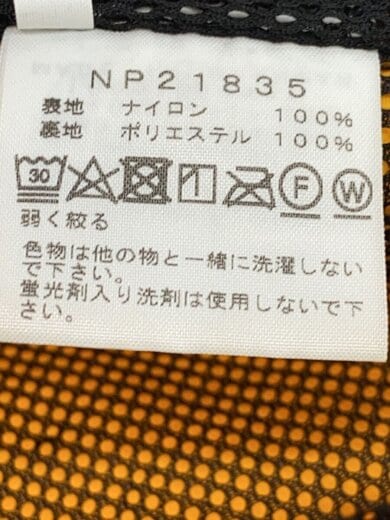 NP21835
表地 ナイロン 100%
裏地 ポリエステル 100%
30 F W
弱く絞る
色物は他の物と一緒に洗濯しない
で下さい。
蛍光剤入り洗剤は使用しないで下
さい。